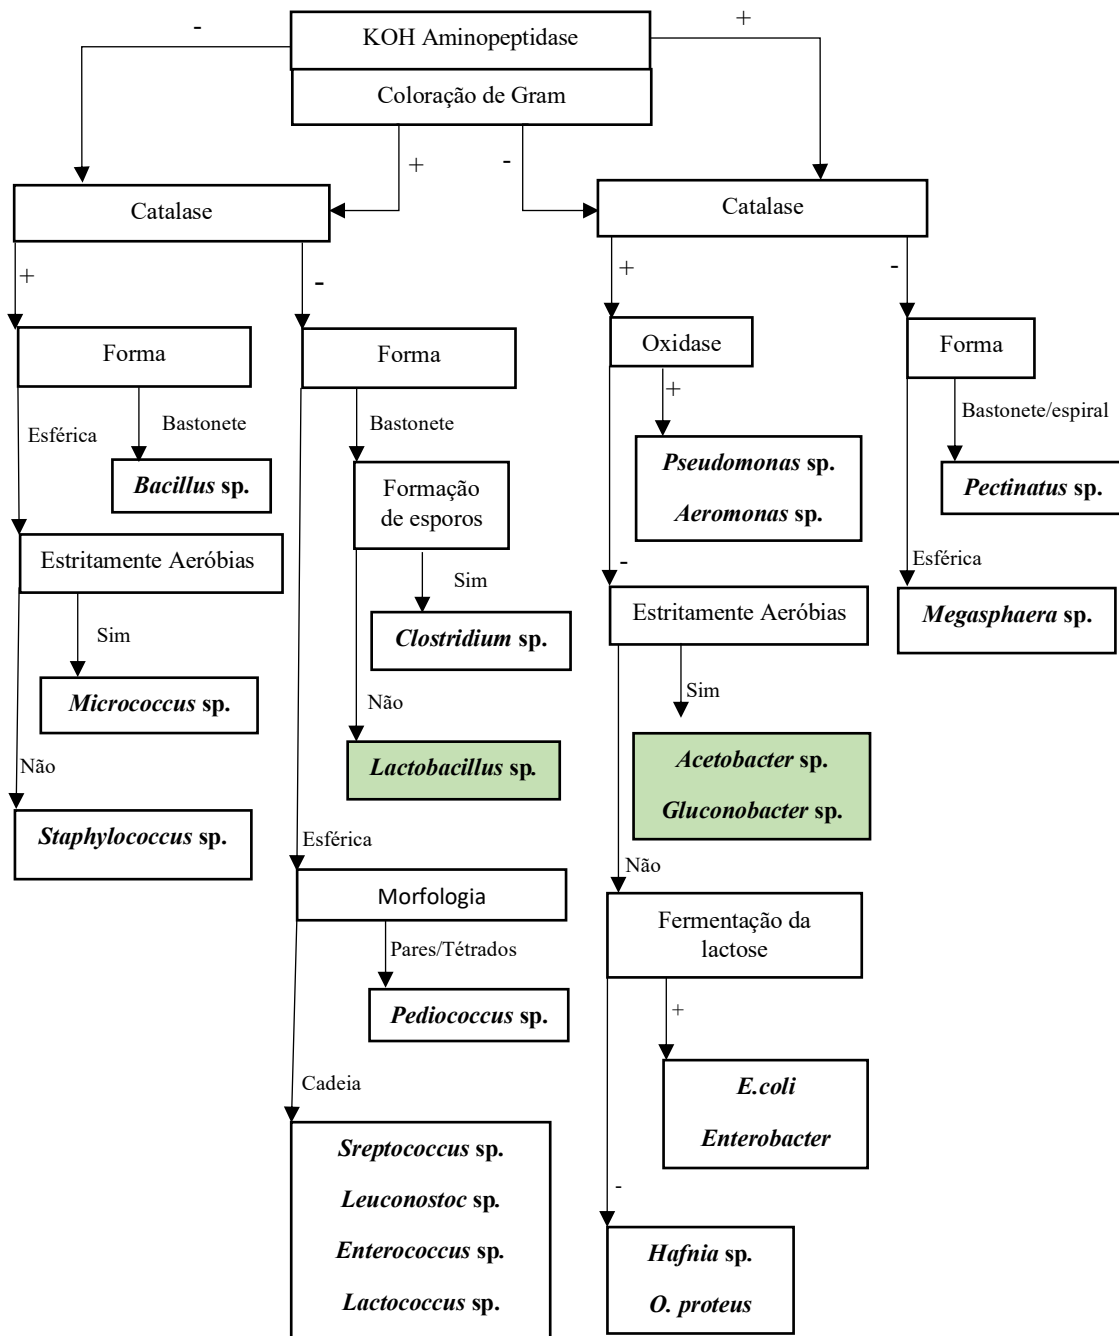 -
KOH Aminopeptidase
+
Coloração de Gram
+
-
Catalase
Catalase
+
-
+
-
Forma
Forma
Oxidase
Forma
Esférica
Bastonete
Bastonete
+
Bastonete/espiral
Bacillus sp.
Formação
de esporos
Pseudomonas sp.
Aeromonas sp.
Pectinatus sp.
Estritamente Aeróbias
Sim
-
Esférica
Clostridium sp.
Estritamente Aeróbias
Megasphaera sp.
Sim
Micrococcus sp.
Não
Sim
Não
Lactobacillus sp.
Acetobacter sp.
Gluconobacter sp.
Staphylococcus sp.
Esférica
Não
Morfologia
Fermentação da
lactose
Pares/Tétrados
Pediococcus sp.
+
Cadeia
E.coli
Enterobacter
Sreptococcus sp.
Leuconostoc sp.
Enterococcus sp.
Lactococcus sp.
-
Hafnia sp.
O. proteus